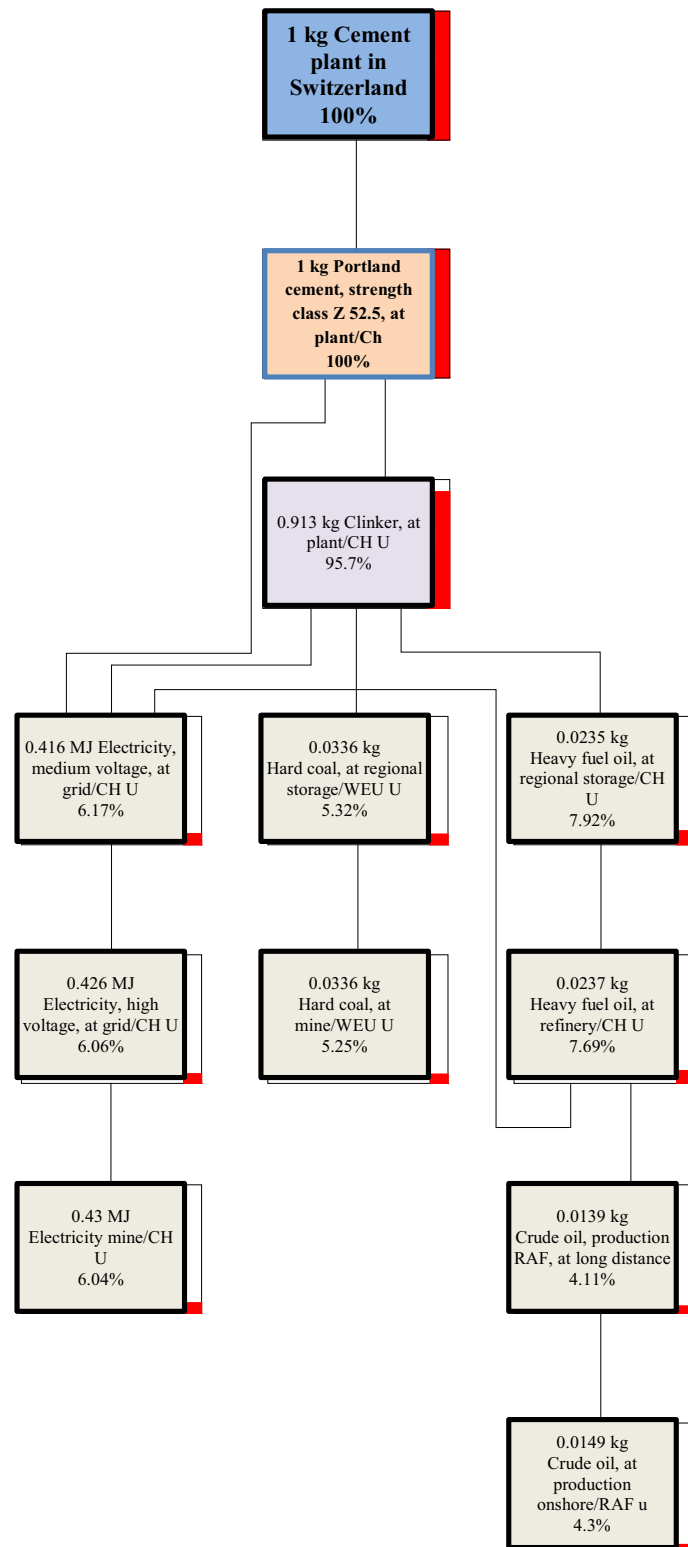 1 kg Cement
plant in
Switzerland
100%
1 kg Portland
cement, strength
class Z 52.5, at
plant/Ch
100%
0.913 kg Clinker, at
plant/CH U
95.7%
0.416 MJ Electricity,
medium voltage, at
grid/CH U
6.17%
0.0336 kg
Hard coal, at regional
storage/WEU U
5.32%
0.0235 kg
Heavy fuel oil, at
regional storage/CH
U
7.92%
0.426 MJ
Electricity, high
voltage, at grid/CH U
6.06%
0.0336 kg
Hard coal, at
mine/WEU U
5.25%
0.0237 kg
Heavy fuel oil, at
refinery/CH U
7.69%
0.43 MJ
Electricity mine/CH
U
6.04%
0.0139 kg
Crude oil, production
RAF, at long distance
4.11%
0.0149 kg
Crude oil, at
production
onshore/RAF u
4.3%